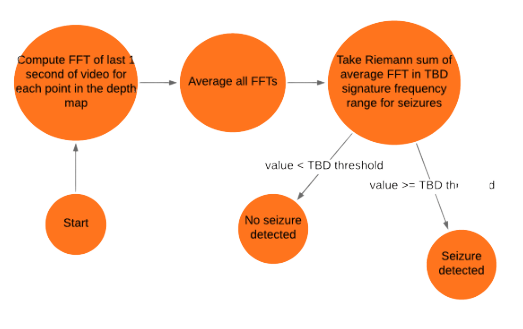 Compute FFT of last 1
second of video for
each point in the depth
map
Average all FFTs
Take Riemann sum of
average FFT in TBD
signature frequency
range for seizures
value < TBD threshold
value >= TBD
Start
No seizure
detected
Seizure
detected